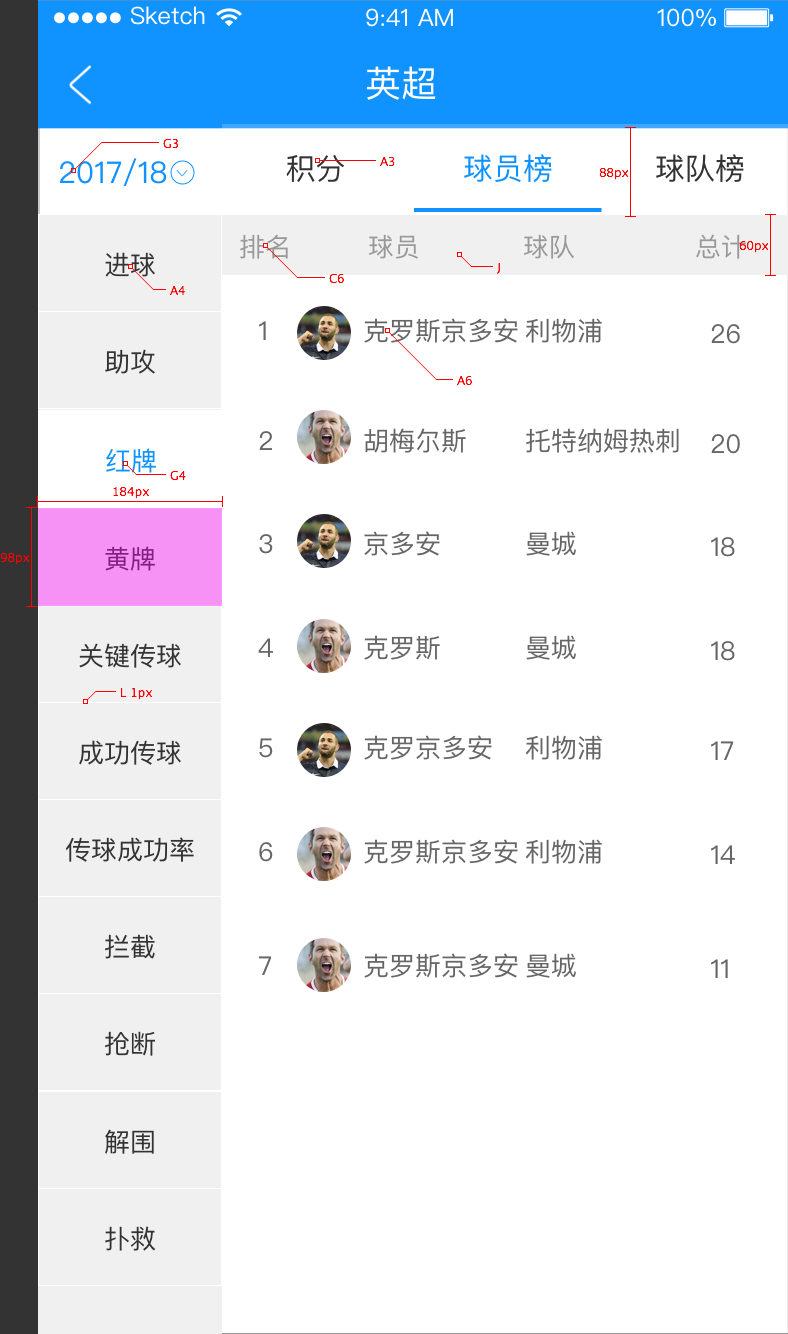 Sketch 9:41 AM 100%
英超
G3
2017/18 积分 A3 球员榜 88px 球队榜
排名 球员 球队 总计 60px
进球 J
C6
A4
1 克罗斯京多安 利物浦 26
助攻
A6
2 胡梅尔斯 托特纳姆热刺 20
红牌
G4
184px
3 京多安 曼城 18
98px 黄牌
4 克罗斯 曼城 18
关键传球
L 1px
5 克罗京多安 利物浦 17
成功传球
6 克罗斯京多安 利物浦 14
传球成功率
拦截
7 克罗斯京多安 曼城 11
抢断
解围
扑救